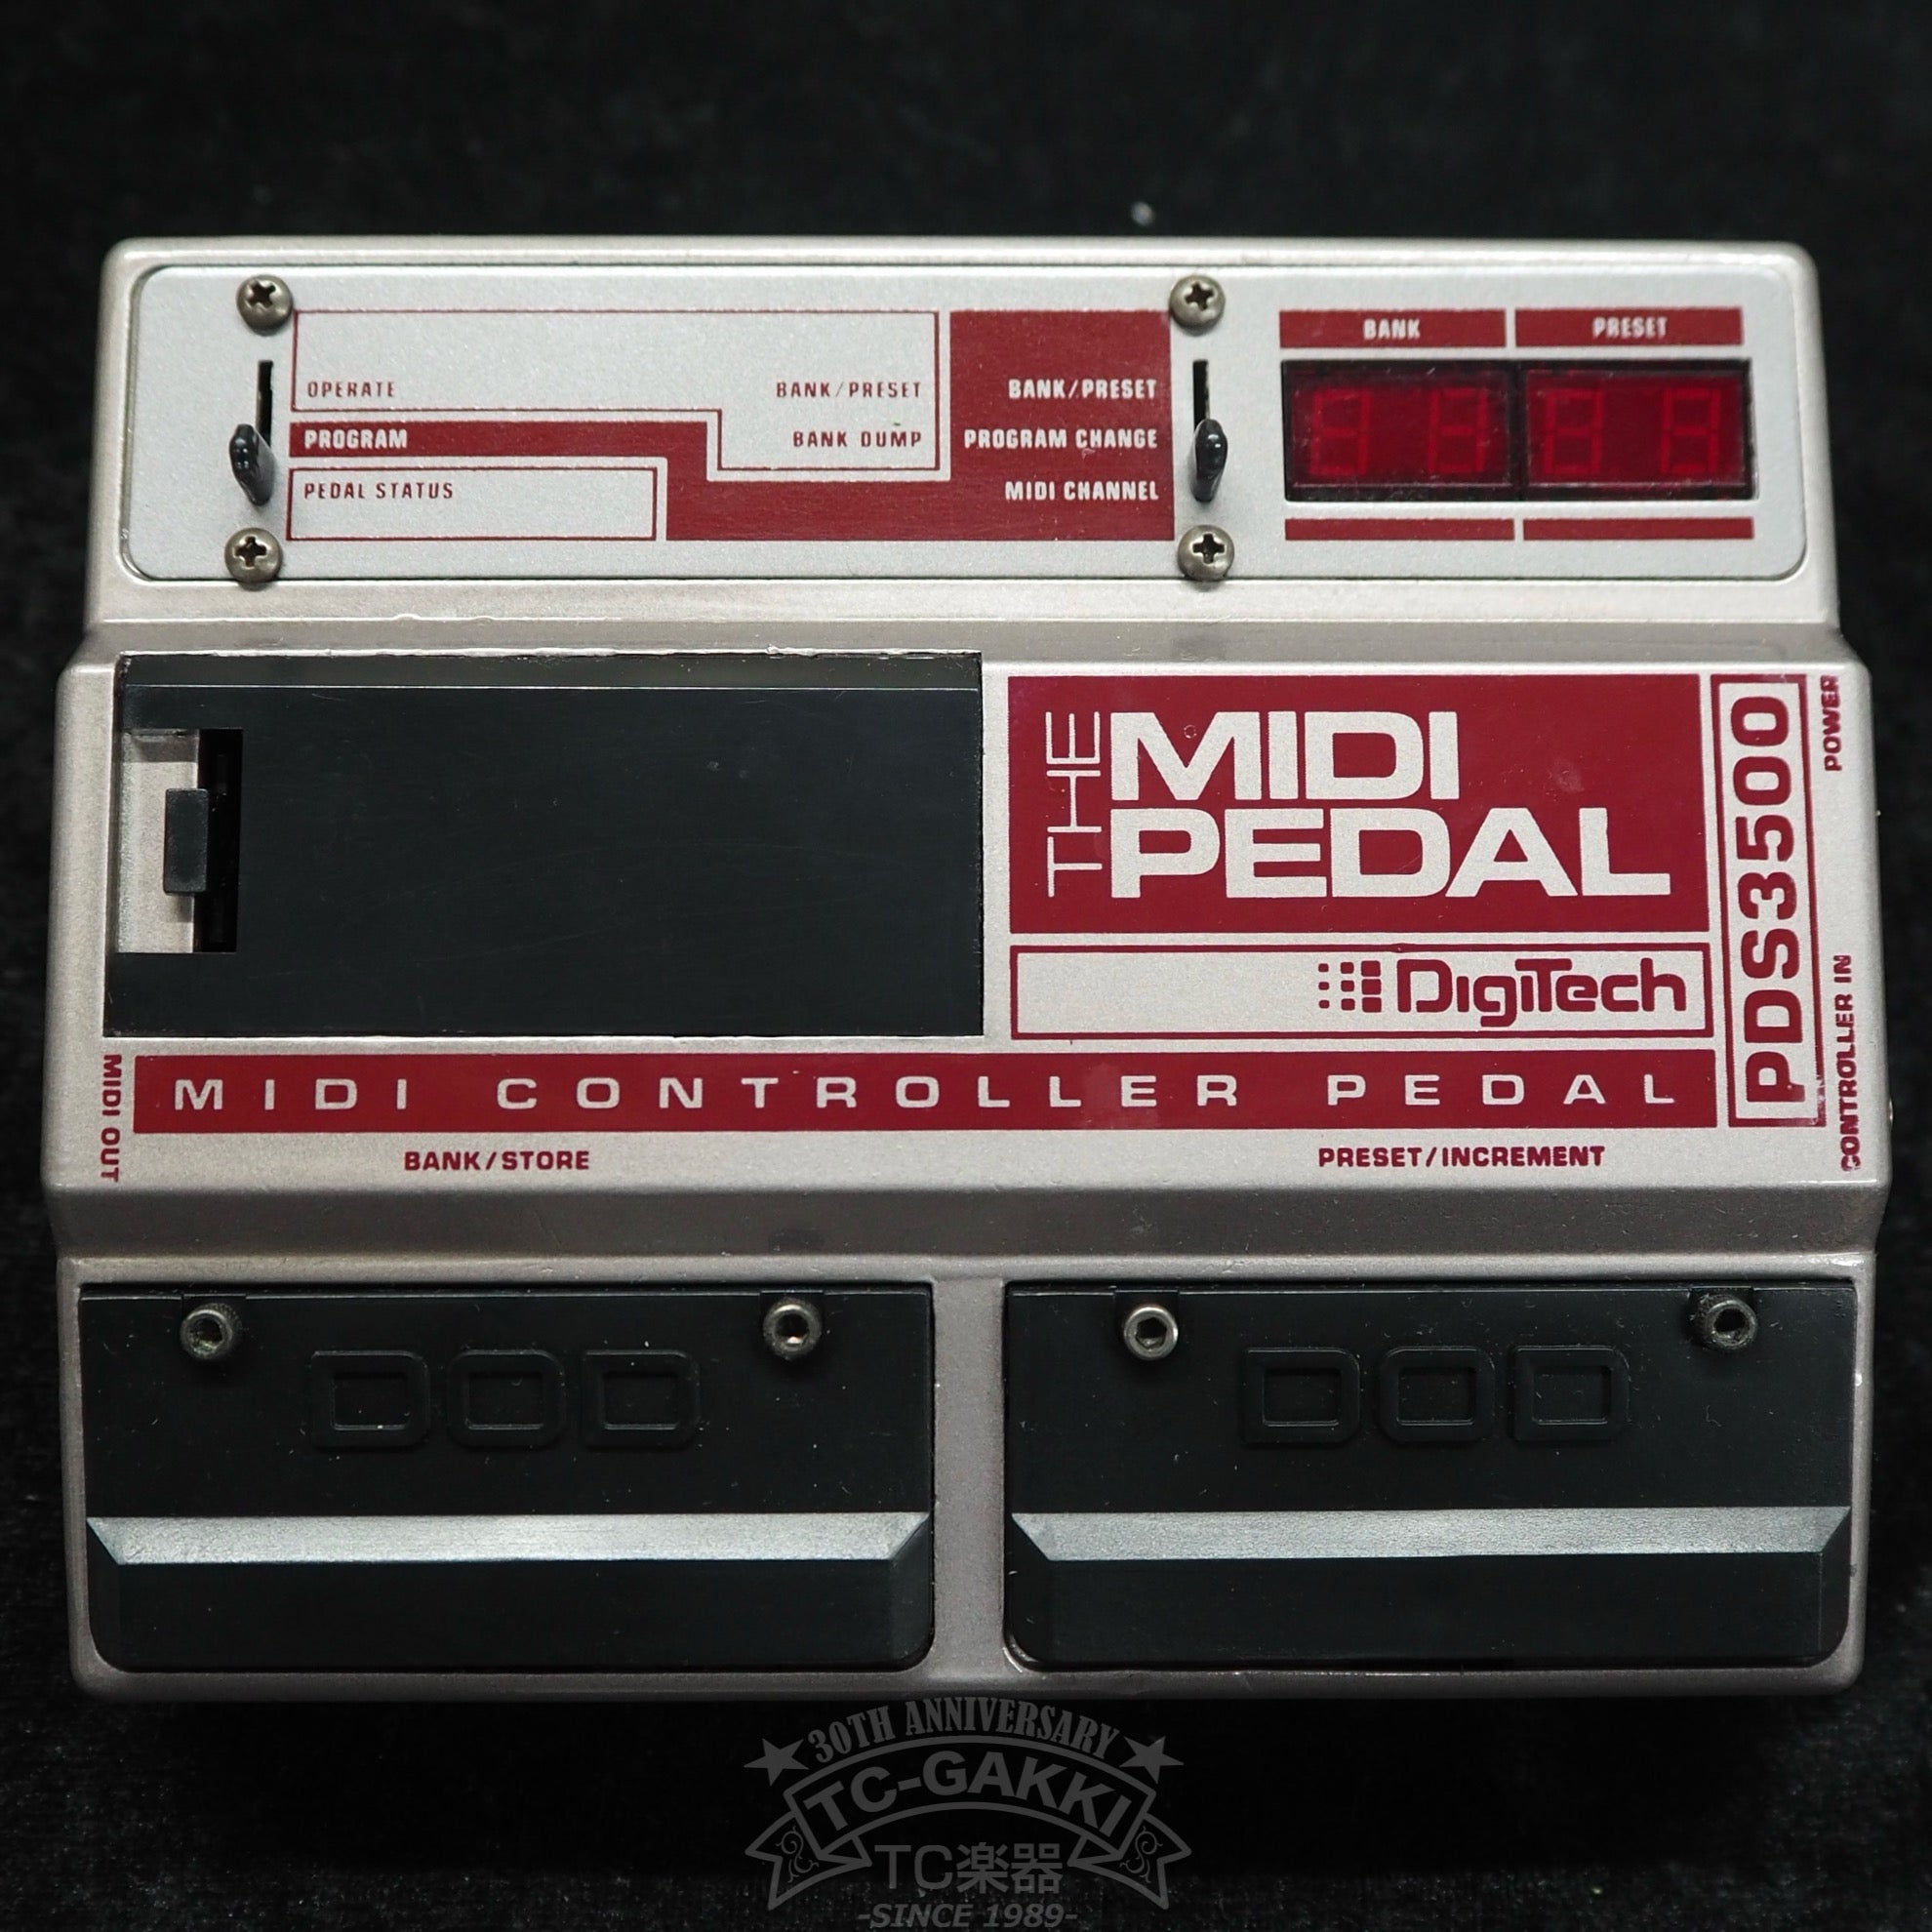 BANK PRESET
OPERATE BANK/PRESET BANK/PRESET
PROGRAM BANK DUMP PROGRAM CHANGE
PEDAL STATUS MIDI CHANNEL
THE MIDI
PEDAL
DigiTech
PDS3500
POWER
CONTROLLER IN
MIDI OUT
MIDI CONTROLLER PEDAL
BANK/STORE PRESET/INCREMENT
DOD DOD
30TH ANNIVERSARY
TC-GAKKI
TC楽器
-SINCE 1989-